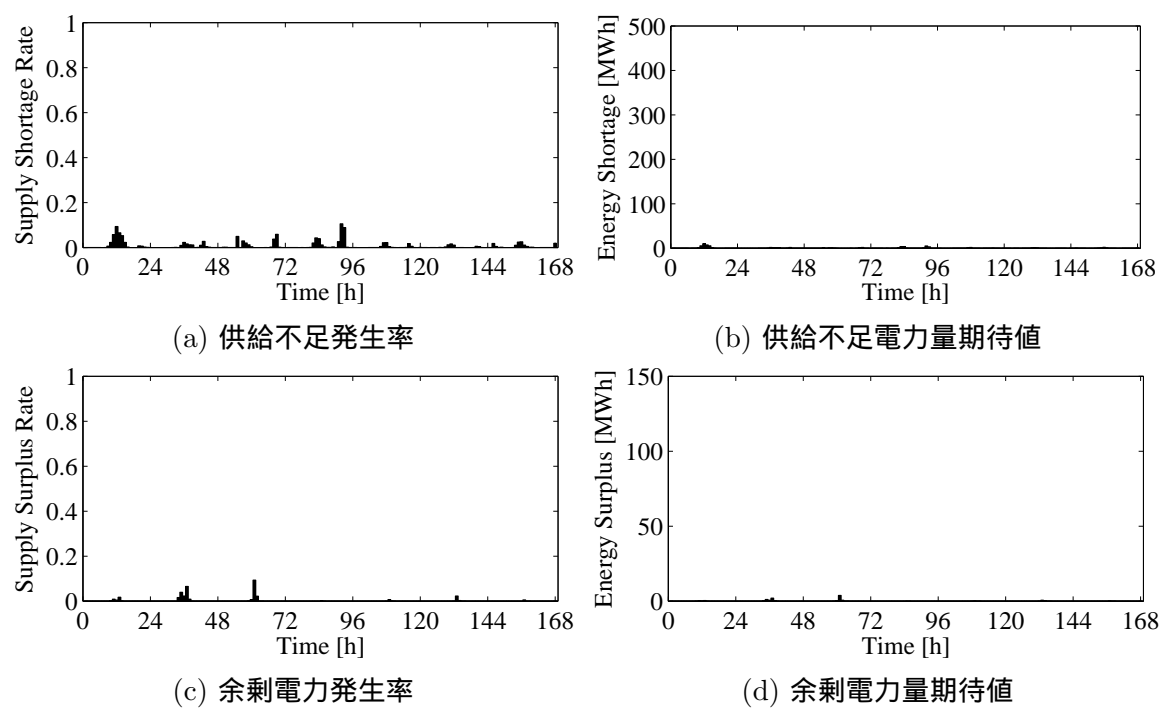 1
0.8
0.6
0.4
0.2
0
Supply Shortage Rate
0 24 48 72 96 120 144 168
Time [h]
(a) 供給不足発生率
500
400
300
200
100
0
Energy Shortage [MWh]
0 24 48 72 96 120 144 168
Time [h]
(b) 供給不足電力量期待値
1
0.8
0.6
0.4
0.2
0
Supply Surplus Rate
0 24 48 72 96 120 144 168
Time [h]
(c) 余剰電力発生率
150
100
50
0
Energy Surplus [MWh]
0 24 48 72 96 120 144 168
Time [h]
(d) 余剰電力量期待値